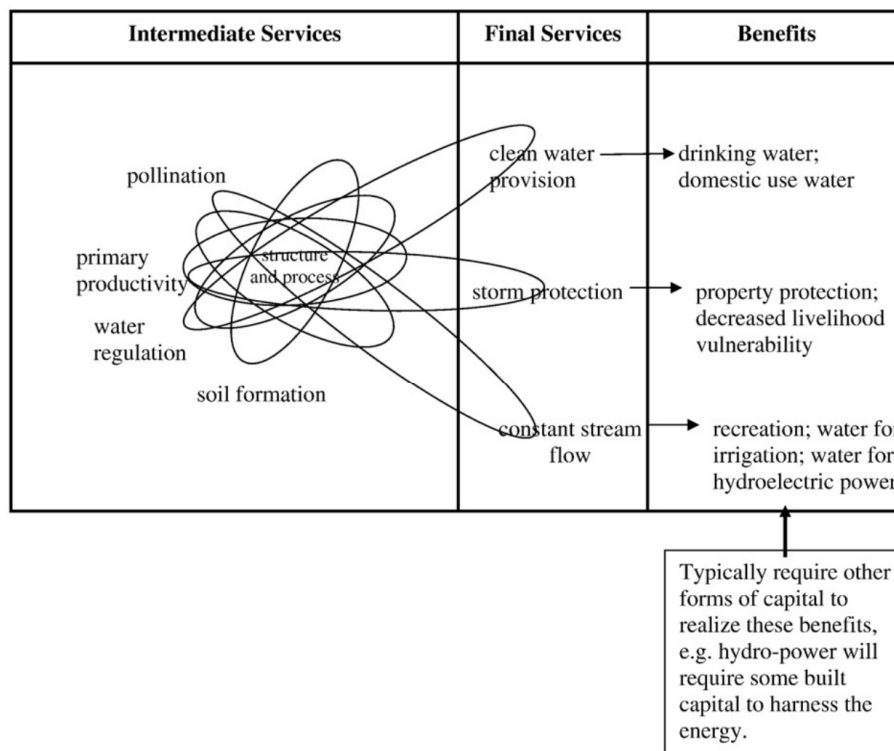 Intermediate Services
Final Services
Benefits
pollination
primary
productivity
water
regulation
soil formation
structure
and process
clean water
provision
storm protection
constant stream
flow
drinking water;
domestic use water
property protection;
decreased livelihood
vulnerability
recreation; water for
irrigation; water for
hydroelectric power
Typically require other
forms of capital to
realize these benefits,
e.g. hydro-power will
require some built
capital to harness the
energy.